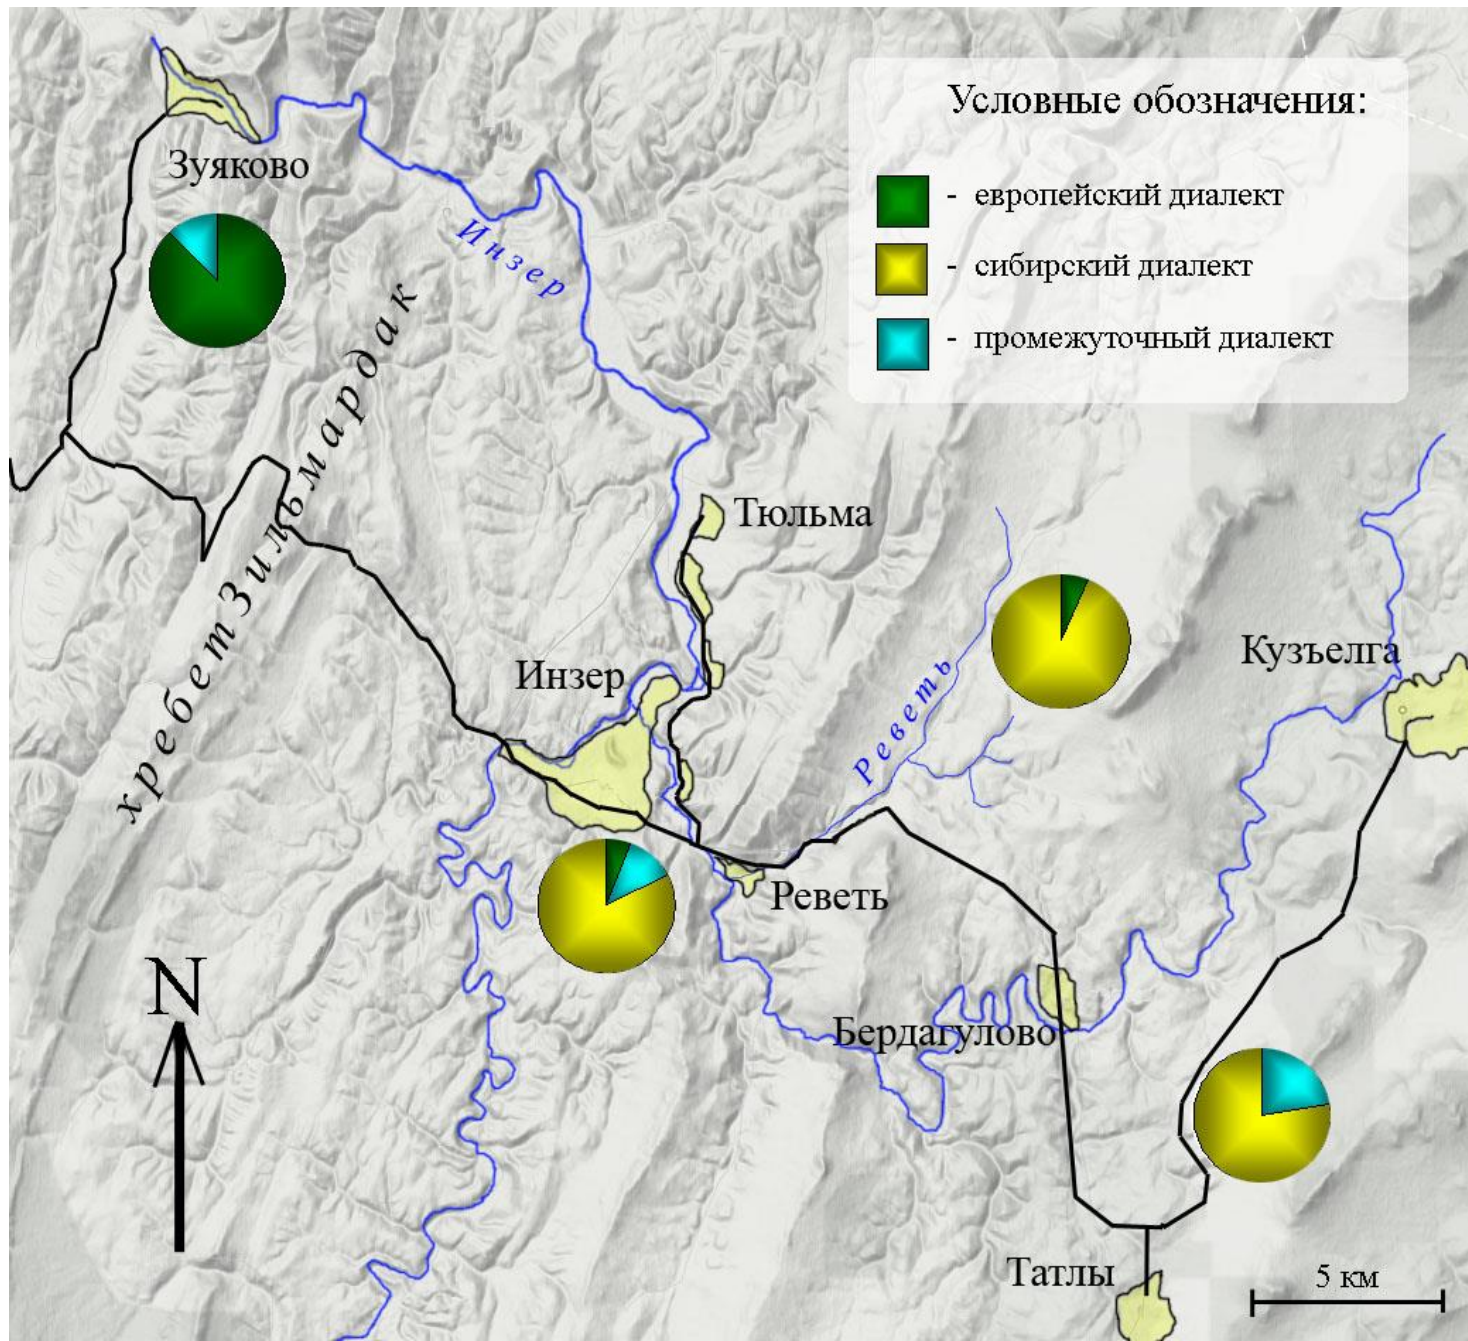 Условные обозначения:
- европейский диалект
- сибирский диалект
- промежуточный диалект
Зуяково
Инзер
хребет Зильмардак
Тюльма
Инзер
Кузъелга
Реветь
Реветь
Бердагулово
N
Татлы
5 км